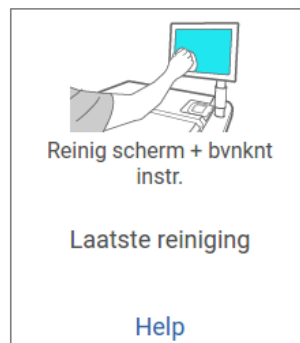 Reinig scherm + bvnknt
instr.
Laatste reiniging
Help